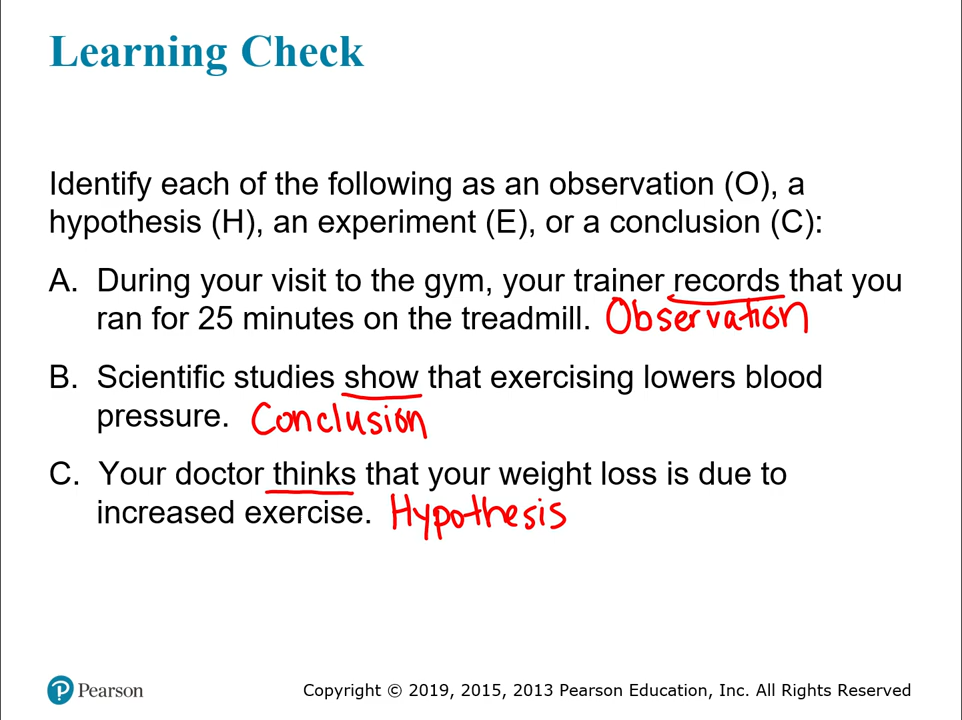 Learning Check
Identify each of the following as an observation (O), a
hypothesis (H), an experiment (E), or a conclusion (C):
A. During your visit to the gym, your trainer records that you
ran for 25 minutes on the treadmill. Observation
B. Scientific studies show that exercising lowers blood
pressure. Conclusion
C. Your doctor thinks that your weight loss is due to
increased exercise. Hypothesis
P Pearson
Copyright © 2019, 2015, 2013 Pearson Education, Inc. All Rights Reserved